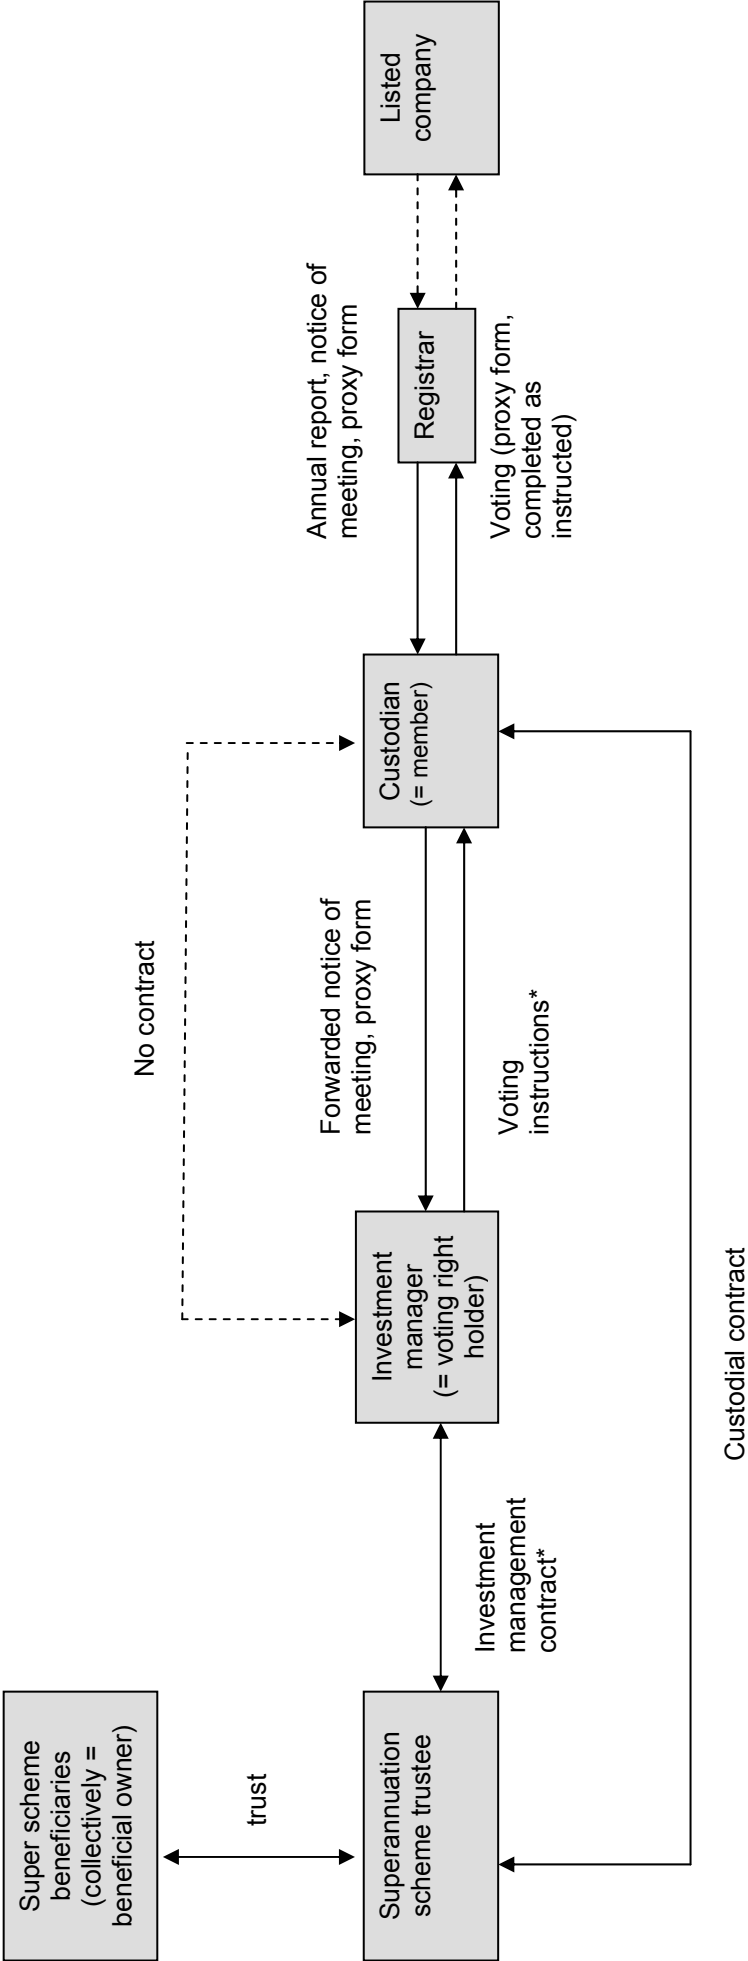 Super scheme
beneficiaries
(collectively =
beneficial owner)
trust
Superannuation
scheme trustee
Investment
management
contract*
Investment
manager
(= voting right
holder)
No contract
Forwarded notice of
meeting, proxy form
Voting
instructions*
Custodian
(= member)
Annual report, notice of
meeting, proxy form
Registrar
Voting (proxy form,
completed as
instructed)
Listed
company
Custodial contract